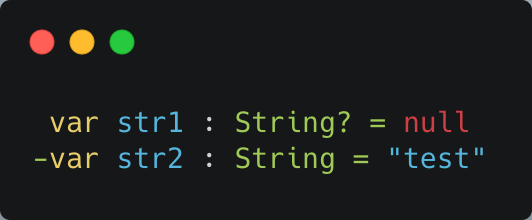 var str1 : String? = null
-var str2 : String = "test"